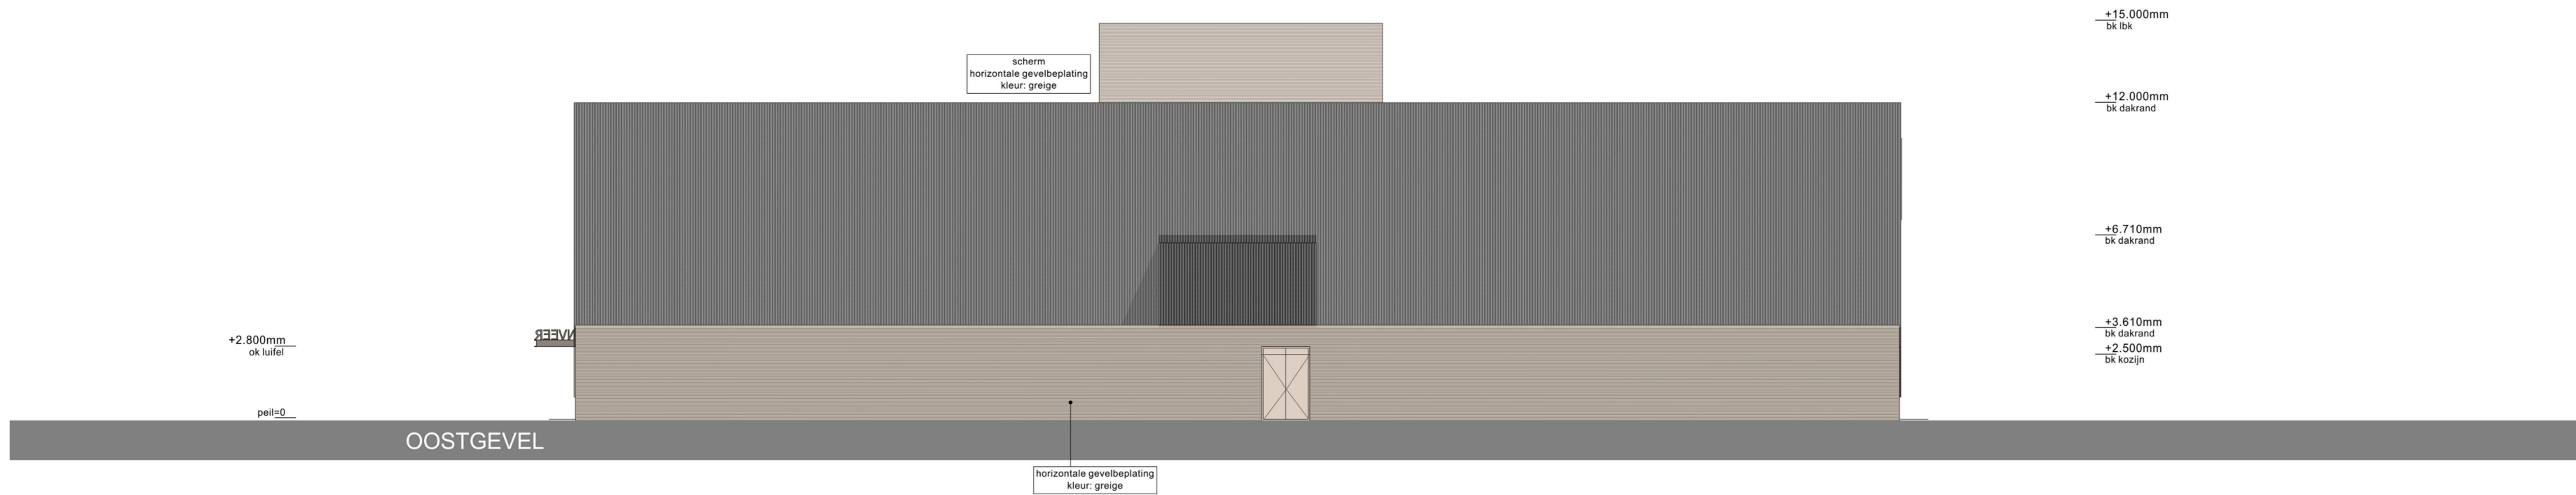 +15.000mm
bk lbk
scherm
horizontale gevelbeplating
kleur: greige
+12.000mm
bk dakrand
+6.710mm
bk dakrand
+3.610mm
bk dakrand
NVEER
+2.800mm
ok luifel
+2.500mm
bk kozijn
peil=0
OOSTGEVEL
horizontale gevelbeplating
kleur: greige